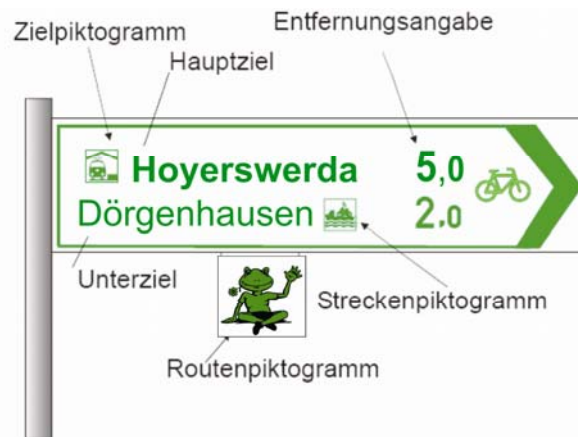 Zielpiktogramm
Entfernungsangabe
Hauptziel
Hoyerswerda 5,0
Dörgenhausen 2,0
Unterziel
Streckenpiktogramm
Routenpiktogramm